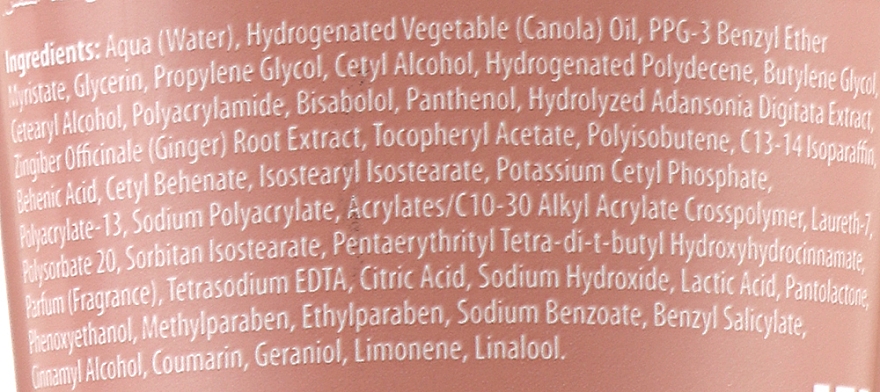 Ingredients: Aqua (Water), Hydrogenated Vegetable (Canola) Oil, PPG-3 Benzyl Ether
Myristate, Glycerin, Propylene Glycol, Cetyl Alcohol, Hydrogenated Polydecene, Butylene Glycol,
Cetearyl Alcohol, Polyacrylamide, Bisabolol, Panthenol, Hydrolyzed Adansonia Digitata Extract,
Zingiber Officinale (Ginger) Root Extract, Tocopheryl Acetate, Polyisobutene, C13-14 Isoparaffin,
Behenic Acid, Cetyl Behenate, Isostearyl Isostearate, Potassium Cetyl Phosphate,
Polyacrylate-13, Sodium Polyacrylate, Acrylates/C10-30 Alkyl Acrylate Crosspolymer, Laureth-7,
Polysorbate 20, Sorbitan Isostearate, Pentaerythrityl Tetra-di-t-butyl Hydroxyhydrocinnamate,
Parfum (Fragrance), Tetrasodium EDTA, Citric Acid, Sodium Hydroxide, Lactic Acid, Pantolactone,
Phenoxyethanol, Methylparaben, Ethylparaben, Sodium Benzoate, Benzyl Salicylate,
Cinnamyl Alcohol, Coumarin, Geraniol, Limonene, Linalool.